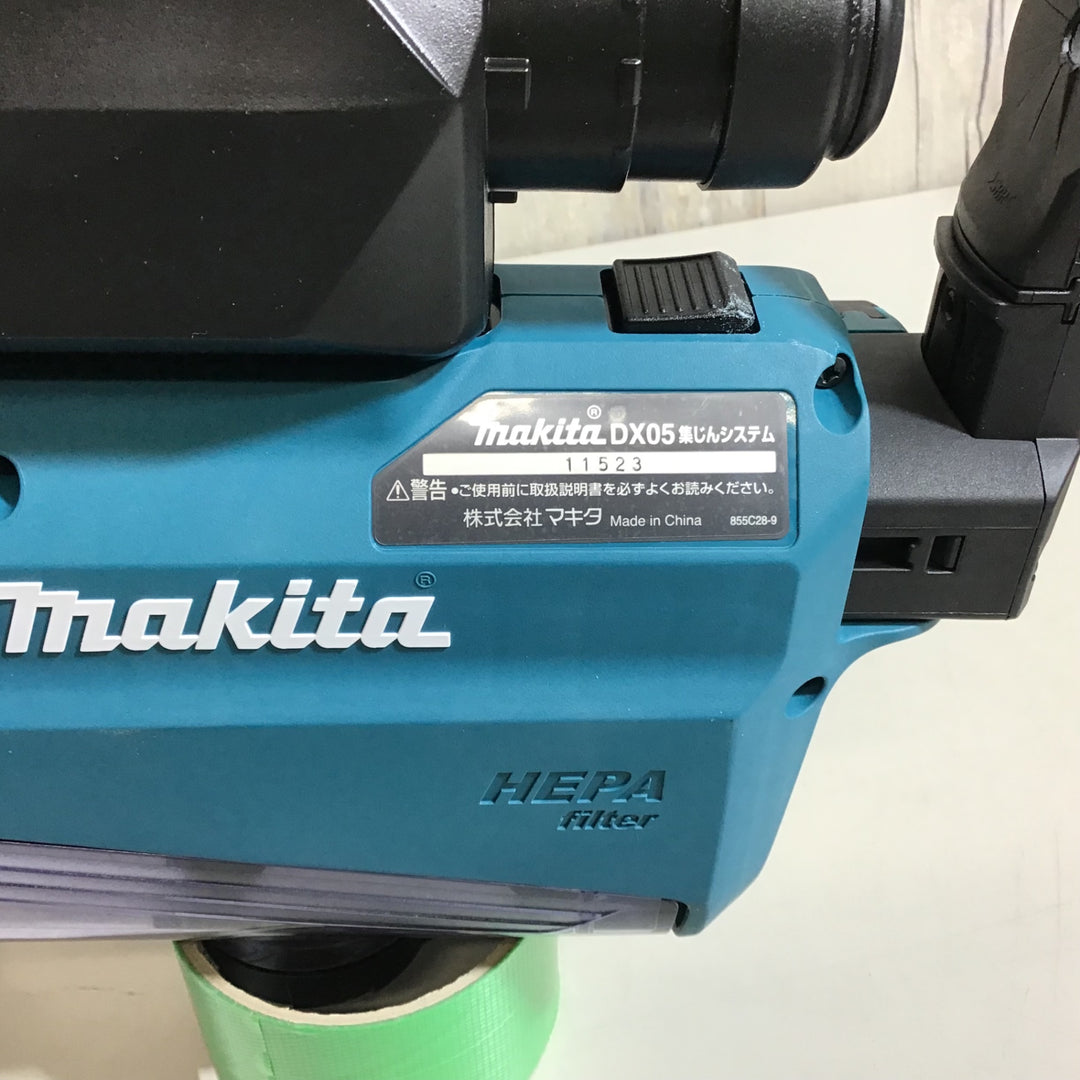 makita® DX05 集じんシステム
11523
⚠警告 •ご使用前に取扱説明書を必ずよくお読みください。
株式会社 マキタ Made in China 855C28-9
makita®
HEPA
filter